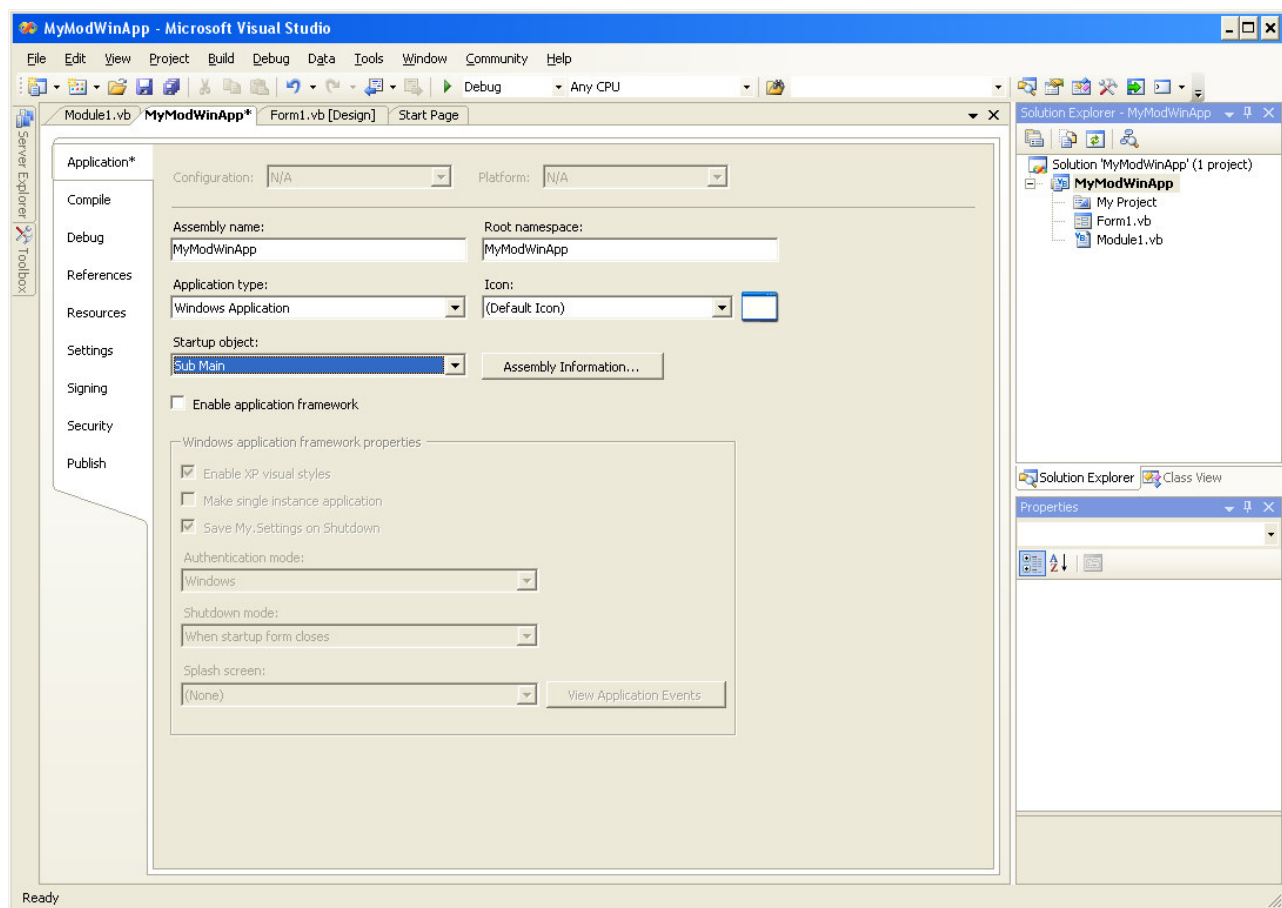 MyModWinApp - Microsoft Visual Studio
File Edit View Project Build Debug Data Tools Window Community Help
Debug Any CPU
Module1.vb MyModWinApp* Form1.vb [Design] Start Page
Server Explorer
Toolbox
Application*
Compile
Debug
References
Resources
Settings
Signing
Security
Publish
Configuration: N/A Platform: N/A
Assembly name: Root namespace:
MyModWinApp MyModWinApp
Application type: Icon:
Windows Application (Default Icon)
Startup object:
Sub Main Assembly Information...
Enable application framework
Windows application framework properties
Enable XP visual styles
Make single instance application
Save My.Settings on Shutdown
Authentication mode:
Windows
Shutdown mode:
When startup form closes
Splash screen:
(None) View Application Events
Solution Explorer - MyModWinApp
Solution 'MyModWinApp' (1 project)
MyModWinApp
My Project
Form1.vb
Module1.vb
Solution Explorer Class View
Properties
Ready